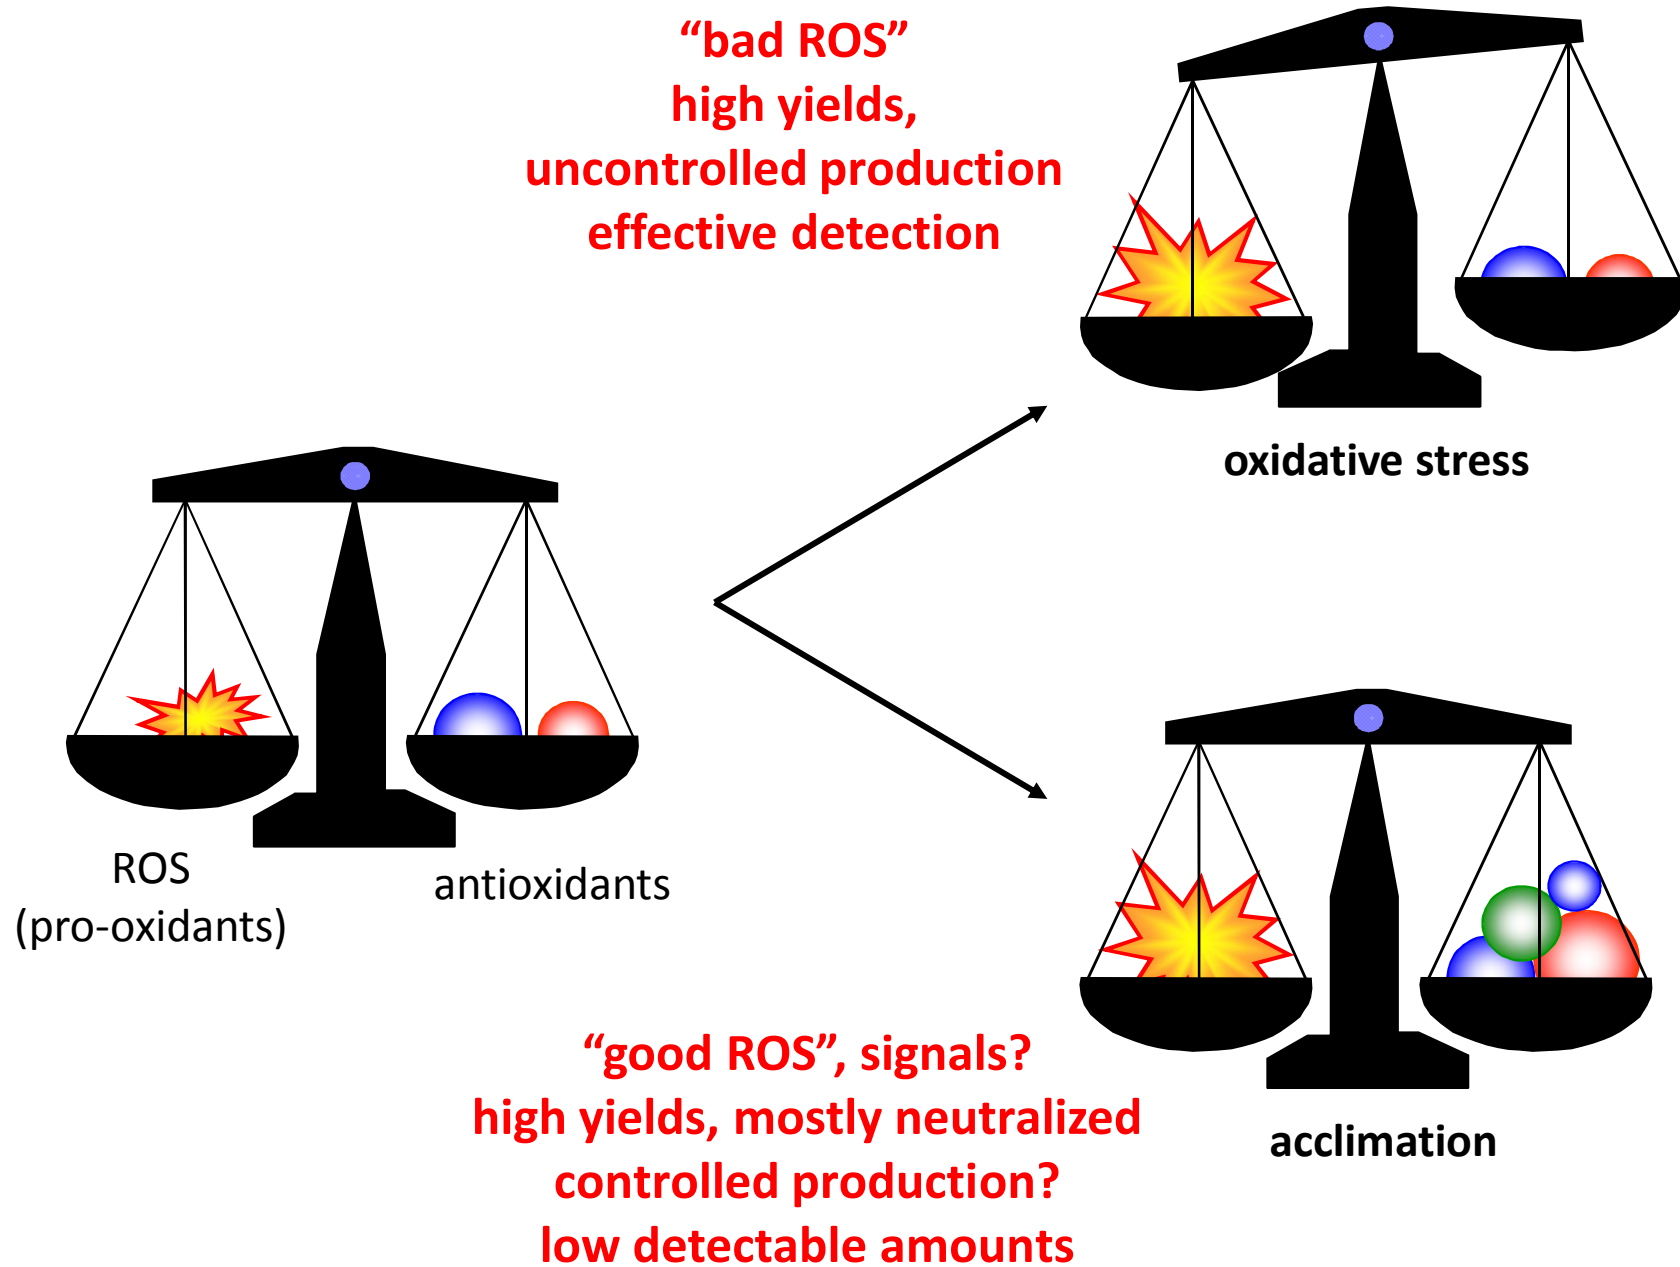 “bad ROS”
high yields,
uncontrolled production
effective detection
oxidative stress
ROS
(pro-oxidants)
antioxidants
“good ROS”, signals?
high yields, mostly neutralized
controlled production?
low detectable amounts
acclimation